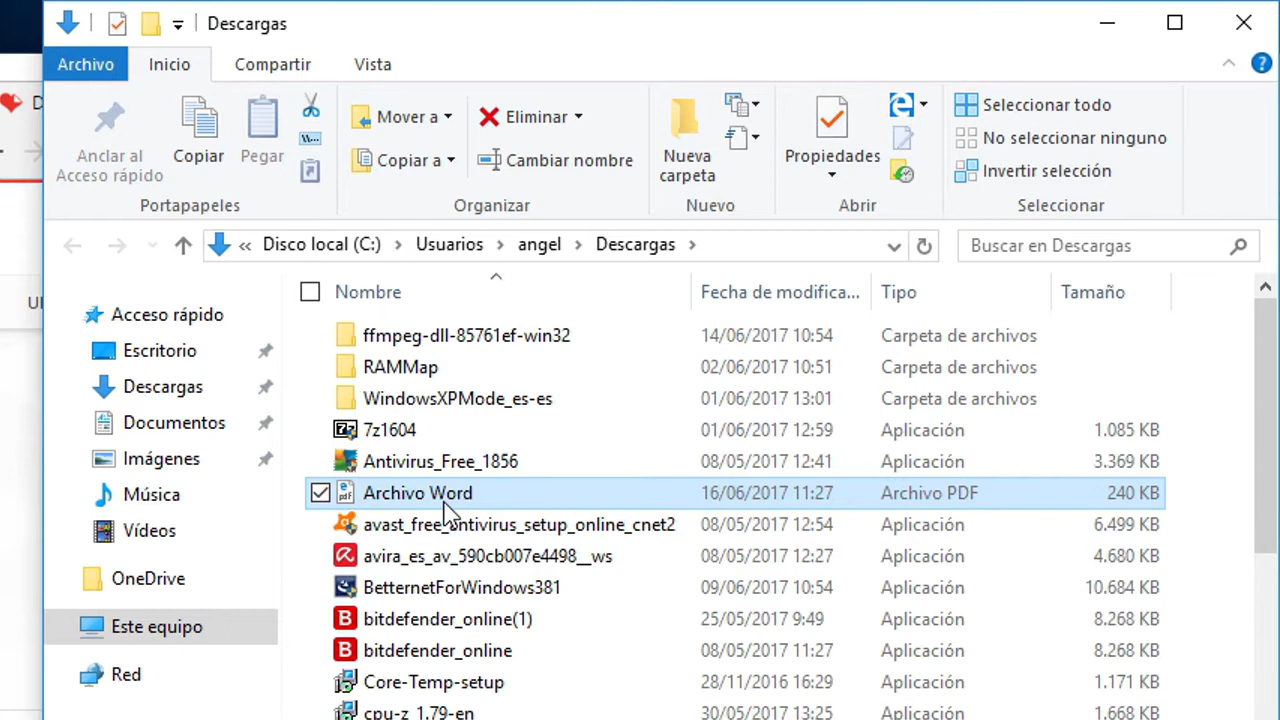 Descargas
Archivo Inicio Compartir Vista
Anclar al Acceso rápido Copiar Pegar Mover a Eliminar Copiar a Cambiar nombre Nueva carpeta Propiedades Seleccionar todo No seleccionar ninguno Invertir selección
Portapapeles Organizar Nuevo Abrir Seleccionar
« Disco local (C:) › Usuarios › angel › Descargas › Buscar en Descargas
Nombre Fecha de modifica... Tipo Tamaño
Acceso rápido
Escritorio
Descargas
Documentos
Imágenes
Música
Vídeos
OneDrive
Este equipo
Red
ffmpeg-dll-85761ef-win32 14/06/2017 10:54 Carpeta de archivos
RAMMap 02/06/2017 10:51 Carpeta de archivos
WindowsXPMode_es-es 01/06/2017 13:01 Carpeta de archivos
7z1604 01/06/2017 12:59 Aplicación 1.085 KB
Antivirus_Free_1856 08/05/2017 12:41 Aplicación 3.369 KB
Archivo Word 16/06/2017 11:27 Archivo PDF 240 KB
avast_free_antivirus_setup_online_cnet2 08/05/2017 12:54 Aplicación 6.499 KB
avira_es_av_590cb007e4498__ws 08/05/2017 12:27 Aplicación 4.680 KB
BetternetForWindows381 09/06/2017 10:54 Aplicación 10.684 KB
bitdefender_online(1) 25/05/2017 9:49 Aplicación 8.268 KB
bitdefender_online 08/05/2017 11:27 Aplicación 8.268 KB
Core-Temp-setup 28/11/2016 16:29 Aplicación 1.171 KB
cpu-z_1.79-en 30/05/2017 13:25 Aplicación 1.668 KB